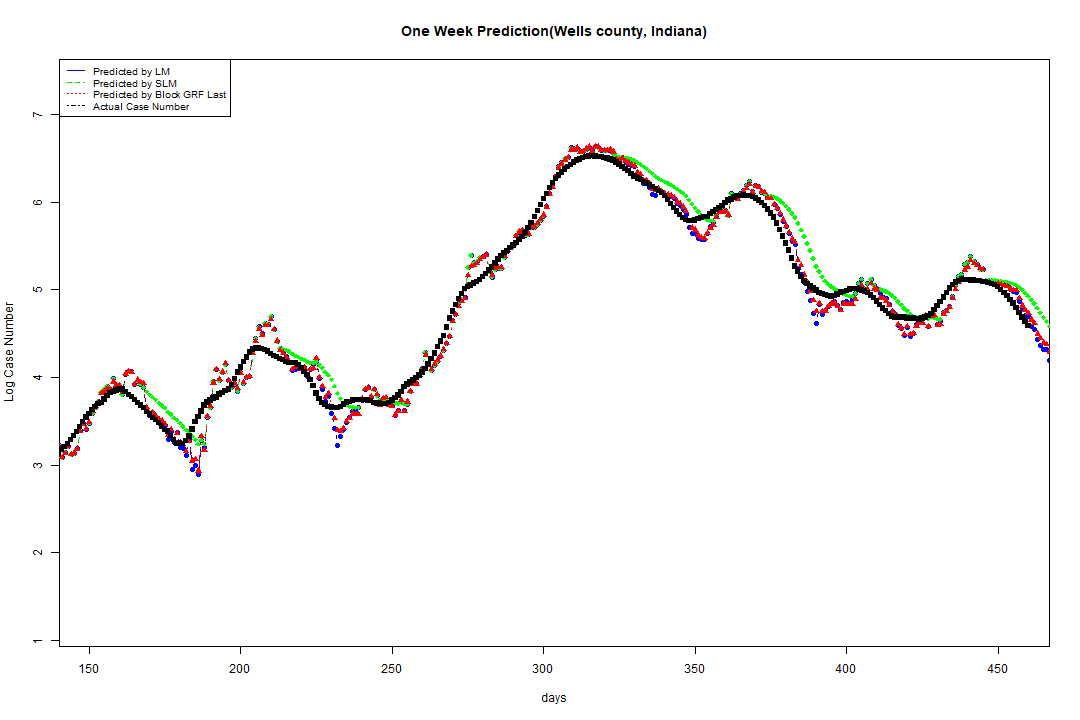 One Week Prediction(Wells county, Indiana)
Predicted by LM
Predicted by SLM
Predicted by Block GRF Last
Actual Case Number
7
6
5
4
3
2
1
Log Case Number
150 200 250 300 350 400 450
days